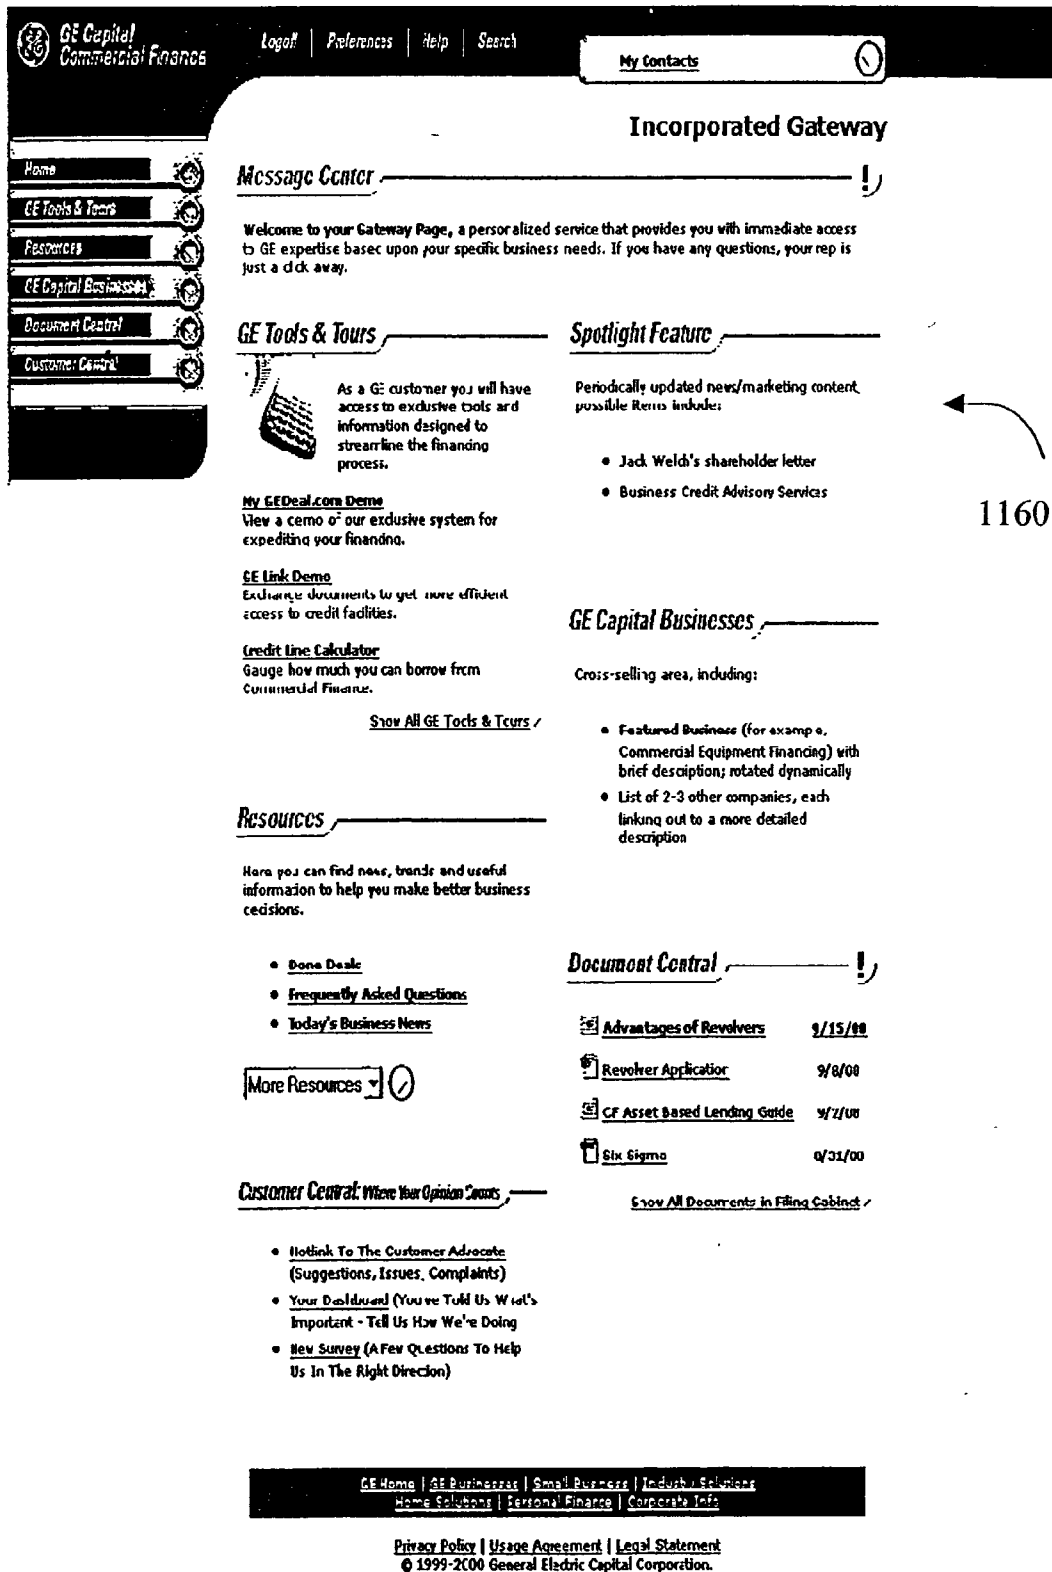 GE Capital
Commercial Finance
Logoff | Preferences | Help | Search
My Contacts
Incorporated Gateway
Home
GE Tools & Tours
Resources
GE Capital Businesses
Document Central
Customer Central
Message Center
Welcome to your Gateway Page, a personalized service that provides you with immediate access
to GE expertise based upon your specific business needs. If you have any questions, your rep is
just a click away.
GE Tools & Tours
As a GE customer you will have
access to exclusive tools and
information designed to
streamline the financing
process.
My GEDeal.com Demo
View a demo of our exclusive system for
expediting your financing.
GE Link Demo
Exchange documents to get more efficient
access to credit facilities.
Credit Line Calculator
Gauge how much you can borrow from
Commercial Finance.
Show All GE Tools & Tours
Spotlight Feature
Periodically updated news/marketing content,
possible items include:
• Jack Welch's shareholder letter
• Business Credit Advisory Services
1160
GE Capital Businesses
Cross-selling area, including:
• Featured Business (for example,
Commercial Equipment Financing) with
brief description; rotated dynamically
• List of 2-3 other companies, each
linking out to a more detailed
description
Resources
Here you can find news, trends and useful
information to help you make better business
decisions.
• Done Deals
• Frequently Asked Questions
• Today's Business News
More Resources
Document Central
Advantages of Revolvers 9/15/00
Revolver Application 9/8/00
CF Asset Based Lending Guide 9/7/00
Six Sigma
Show All Documents in Filing Cabinet
Customer Central: Where Your Opinion Counts
• Hotlink To The Customer Advocate
(Suggestions, Issues, Complaints)
• Your Dashboard (You've Told Us What's
Important - Tell Us How We're Doing
• New Survey (A Few Questions To Help
Us In The Right Direction)
GE Home | GE Businesses | Small Business | Industry Solutions
Home Solutions | Personal Finance | Corporate Info
Privacy Policy | Usage Agreement | Legal Statement
© 1999-2000 General Electric Capital Corporation.